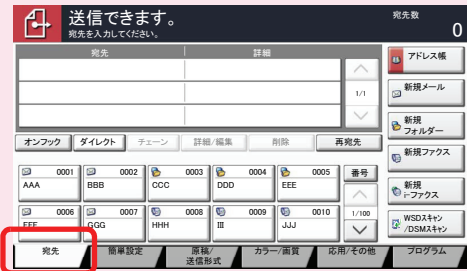 送信できます。
宛先を入力してください。
宛先数
0
宛先 詳細
1/1
オンフック ダイレクト チェーン 詳細/編集 削除 再宛先
0001 0002 0003 0004 0005
AAA BBB CCC DDD EEE
0006 0007 0008 0009 0010
FFF GGG HHH III JJJ
番号
1/100
アドレス帳
新規メール
新規
フォルダー
新規ファクス
新規
i-ファクス
WSDスキャン
/DSMスキャン
宛先 簡単設定 原稿/
送信形式 カラー/画質 応用/その他 プログラム